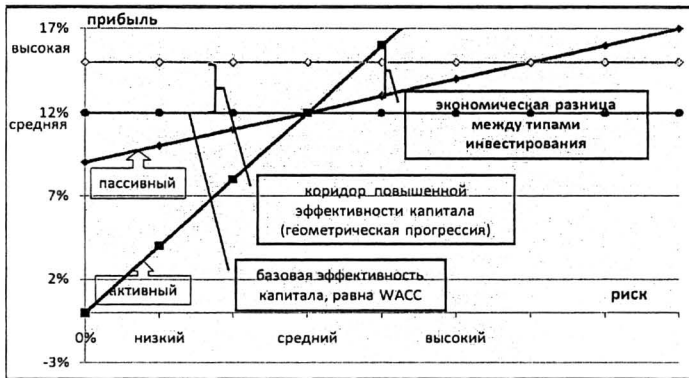 17%
прибыль
высокая
12%
средняя
экономическая разница
между типами
инвестирования
пассивный
7%
коридор повышенной
эффективности капитала
(геометрическая прогрессия)
2%
активный
базовая эффективность
капитала, равна WACC
риск
0%
низкий
средний
высокий
-3%